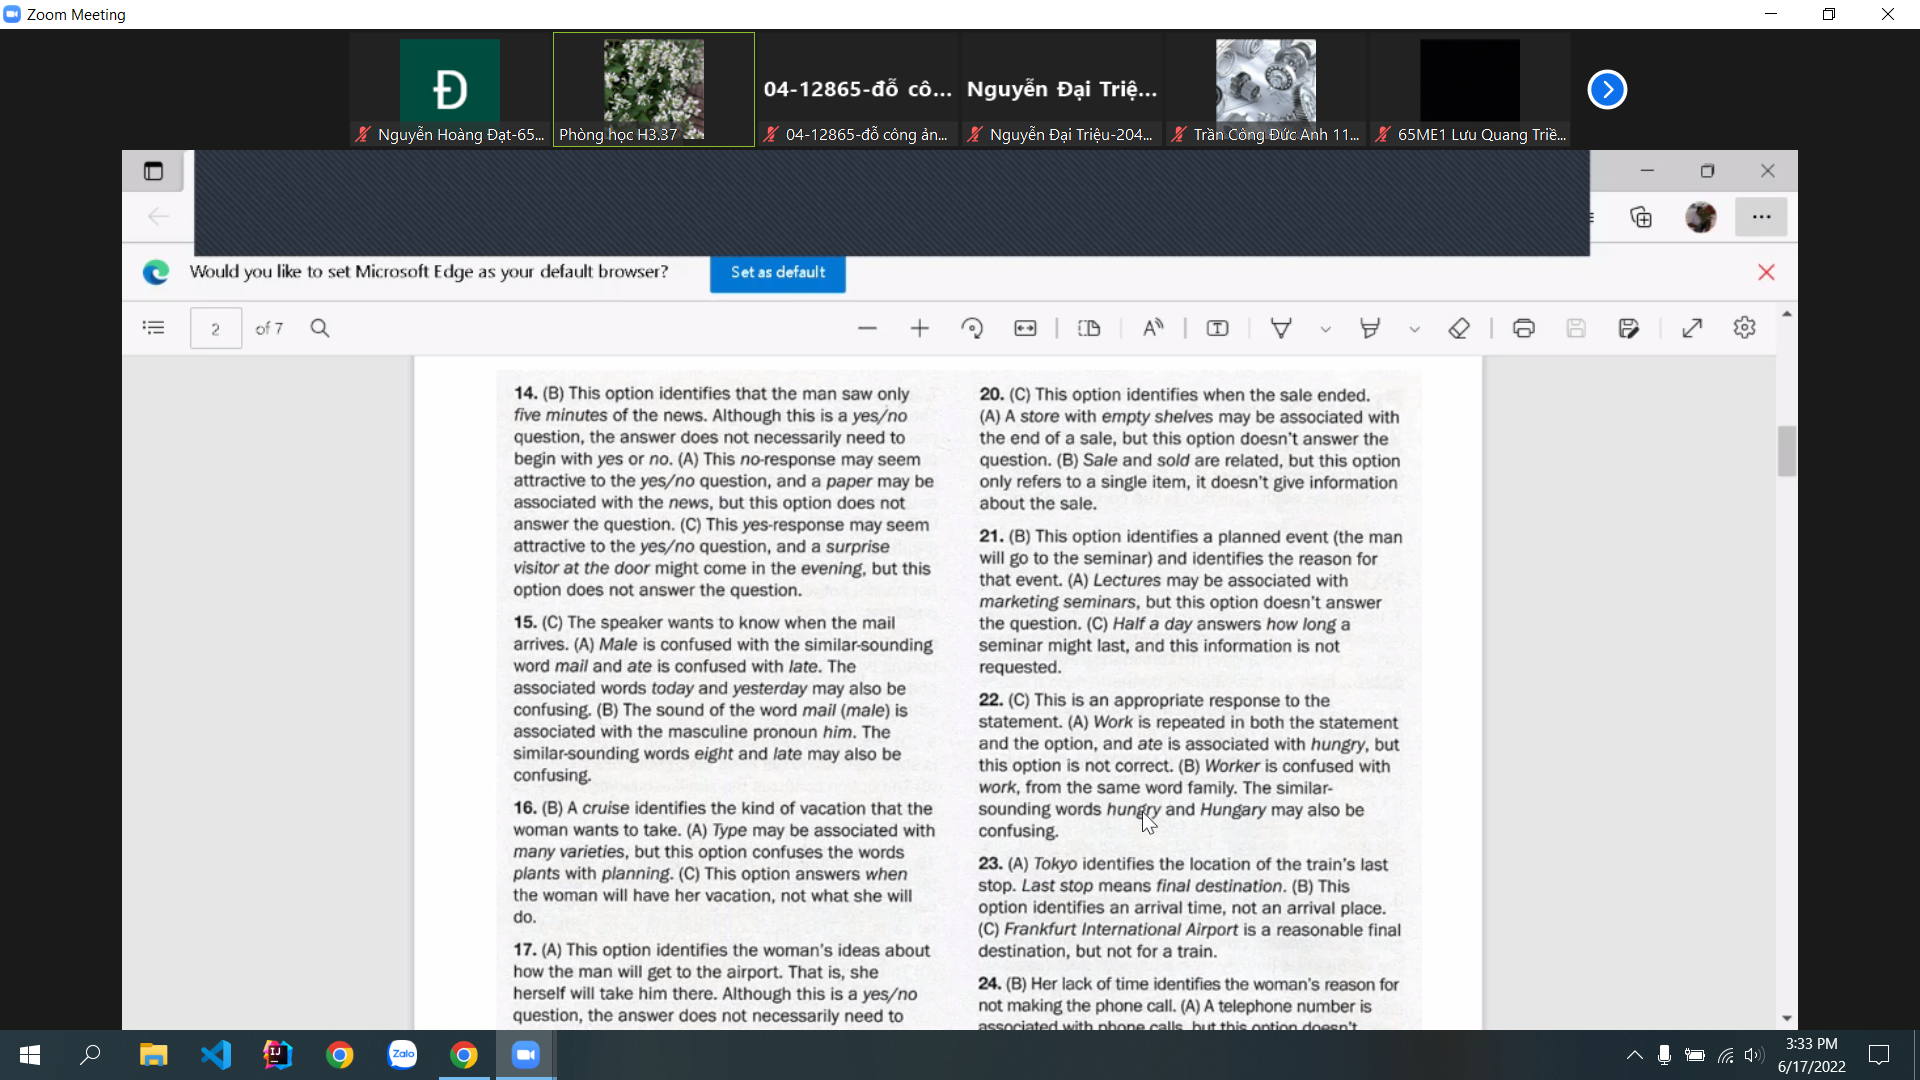 Zoom Meeting
Đ
04-12865-đỗ cô...
Nguyễn Đại Triệ...
Nguyễn Hoàng Đạt-65...
Phòng học H3.37
04-12865-đỗ công ản...
Nguyễn Đại Triệu-204...
Trần Công Đức Anh 11...
65ME1 Lưu Quang Triề...
Would you like to set Microsoft Edge as your default browser?
Set as default
2 of 7
14. (B) This option identifies that the man saw only
five minutes of the news. Although this is a yes/no
question, the answer does not necessarily need to
begin with yes or no. (A) This no-response may seem
attractive to the yes/no question, and a paper may be
associated with the news, but this option does not
answer the question. (C) This yes-response may seem
attractive to the yes/no question, and a surprise
visitor at the door might come in the evening, but this
option does not answer the question.
15. (C) The speaker wants to know when the mail
arrives. (A) Male is confused with the similar-sounding
word mail and ate is confused with late. The
associated words today and yesterday may also be
confusing. (B) The sound of the word mail (male) is
associated with the masculine pronoun him. The
similar-sounding words eight and late may also be
confusing.
16. (B) A cruise identifies the kind of vacation that the
woman wants to take. (A) Type may be associated with
many varieties, but this option confuses the words
plants with planning. (C) This option answers when
the woman will have her vacation, not what she will
do.
17. (A) This option identifies the woman's ideas about
how the man will get to the airport. That is, she
herself will take him there. Although this is a yes/no
question, the answer does not necessarily need to
20. (C) This option identifies when the sale ended.
(A) A store with empty shelves may be associated with
the end of a sale, but this option doesn't answer the
question. (B) Sale and sold are related, but this option
only refers to a single item, it doesn't give information
about the sale.
21. (B) This option identifies a planned event (the man
will go to the seminar) and identifies the reason for
that event. (A) Lectures may be associated with
marketing seminars, but this option doesn't answer
the question. (C) Half a day answers how long a
seminar might last, and this information is not
requested.
22. (C) This is an appropriate response to the
statement. (A) Work is repeated in both the statement
and the option, and ate is associated with hungry, but
this option is not correct. (B) Worker is confused with
work, from the same word family. The similar-
sounding words hungry and Hungary may also be
confusing.
23. (A) Tokyo identifies the location of the train's last
stop. Last stop means final destination. (B) This
option identifies an arrival time, not an arrival place.
(C) Frankfurt International Airport is a reasonable final
destination, but not for a train.
24. (B) Her lack of time identifies the woman's reason for
not making the phone call. (A) A telephone number is
associated with phone calls, but this option doesn't
Zalo
3:33 PM
6/17/2022